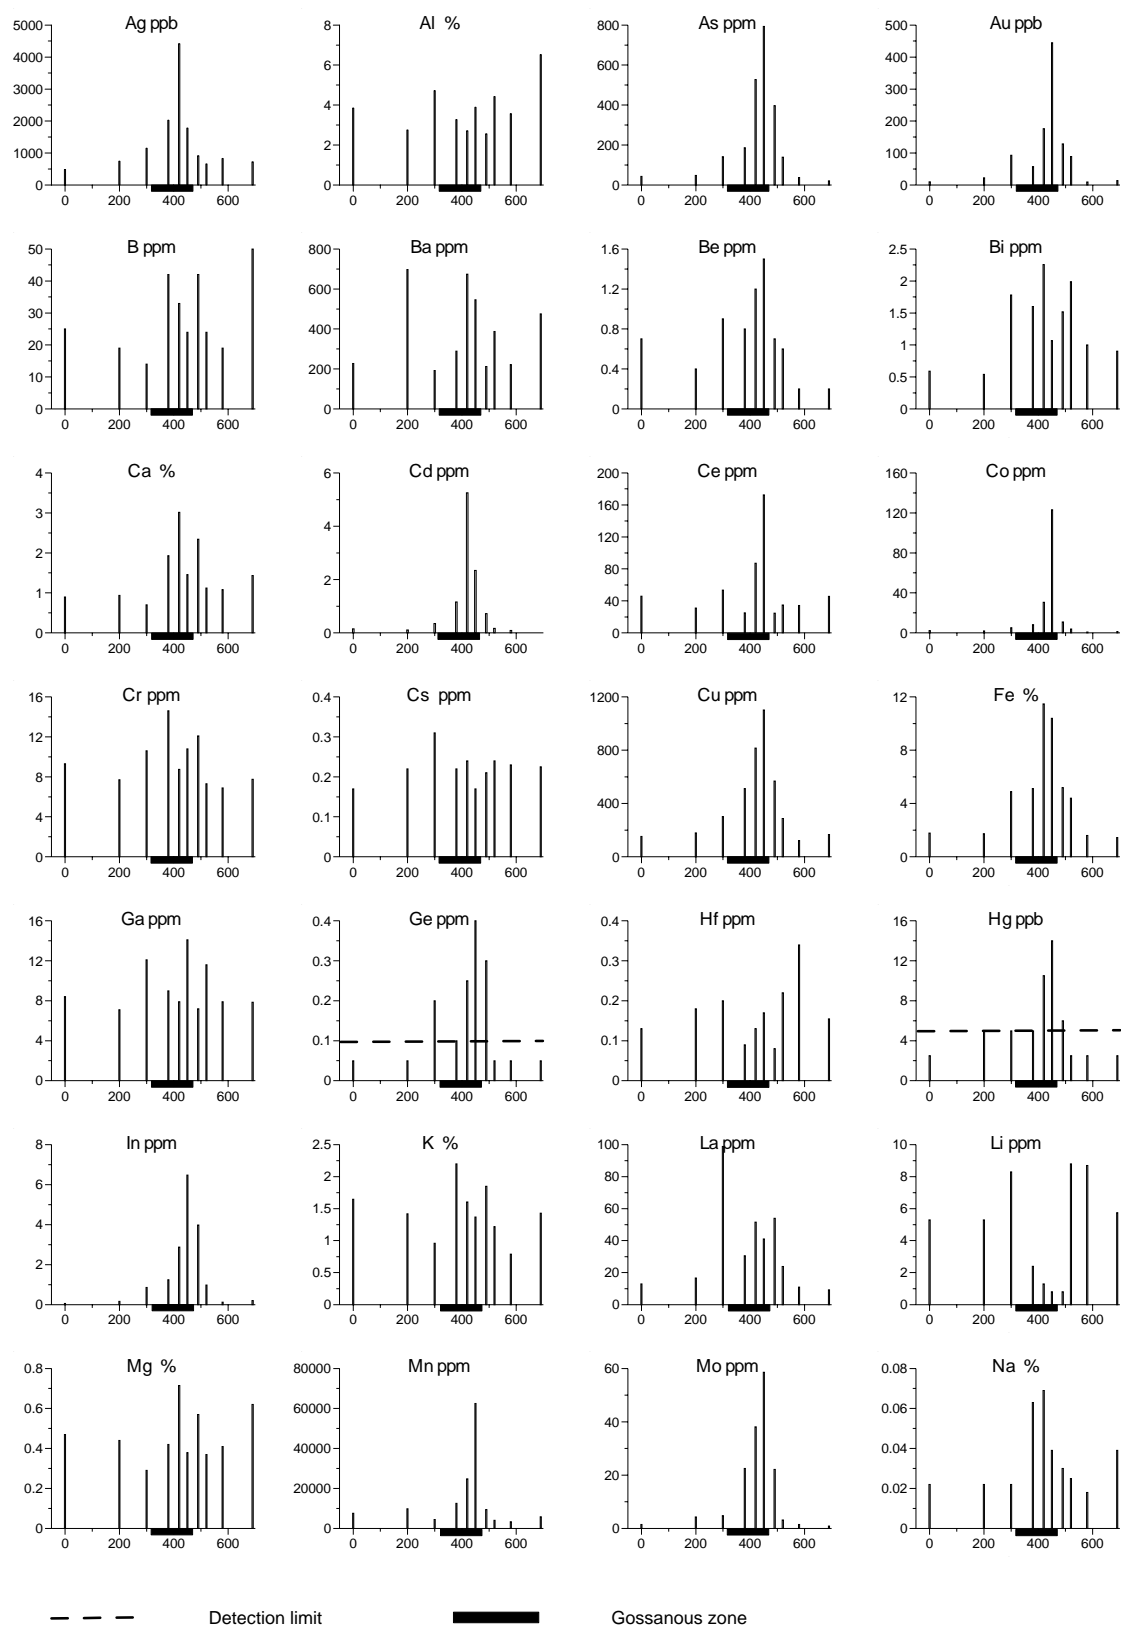 Ag ppb
5000
4000
3000
2000
1000
0
0 200 400 600
Al %
8
6
4
2
0
0 200 400 600
As ppm
800
600
400
200
0
0 200 400 600
Au ppb
500
400
300
200
100
0
0 200 400 600
B ppm
50
40
30
20
10
0
0 200 400 600
Ba ppm
800
600
400
200
0
0 200 400 600
Be ppm
1.6
1.2
0.8
0.4
0
0 200 400 600
Bi ppm
2.5
2
1.5
1
0.5
0
0 200 400 600
Ca %
4
3
2
1
0
0 200 400 600
Cd ppm
6
4
2
0
0 200 400 600
Ce ppm
200
160
120
80
40
0
0 200 400 600
Co ppm
160
120
80
40
0
0 200 400 600
Cr ppm
16
12
8
4
0
0 200 400 600
Cs ppm
0.4
0.3
0.2
0.1
0
0 200 400 600
Cu ppm
1200
800
400
0
0 200 400 600
Fe %
12
8
4
0
0 200 400 600
Ga ppm
16
12
8
4
0
0 200 400 600
Ge ppm
0.4
0.3
0.2
0.1
0
0 200 400 600
Hf ppm
0.4
0.3
0.2
0.1
0
0 200 400 600
Hg ppb
16
12
8
4
0
0 200 400 600
In ppm
8
6
4
2
0
0 200 400 600
K %
2.5
2
1.5
1
0.5
0
0 200 400 600
La ppm
100
80
60
40
20
0
0 200 400 600
Li ppm
10
8
6
4
2
0
0 200 400 600
Mg %
0.8
0.6
0.4
0.2
0
0 200 400 600
Mn ppm
80000
60000
40000
20000
0
0 200 400 600
Mo ppm
60
40
20
0
0 200 400 600
Na %
0.08
0.06
0.04
0.02
0
0 200 400 600
Detection limit
Gossanous zone